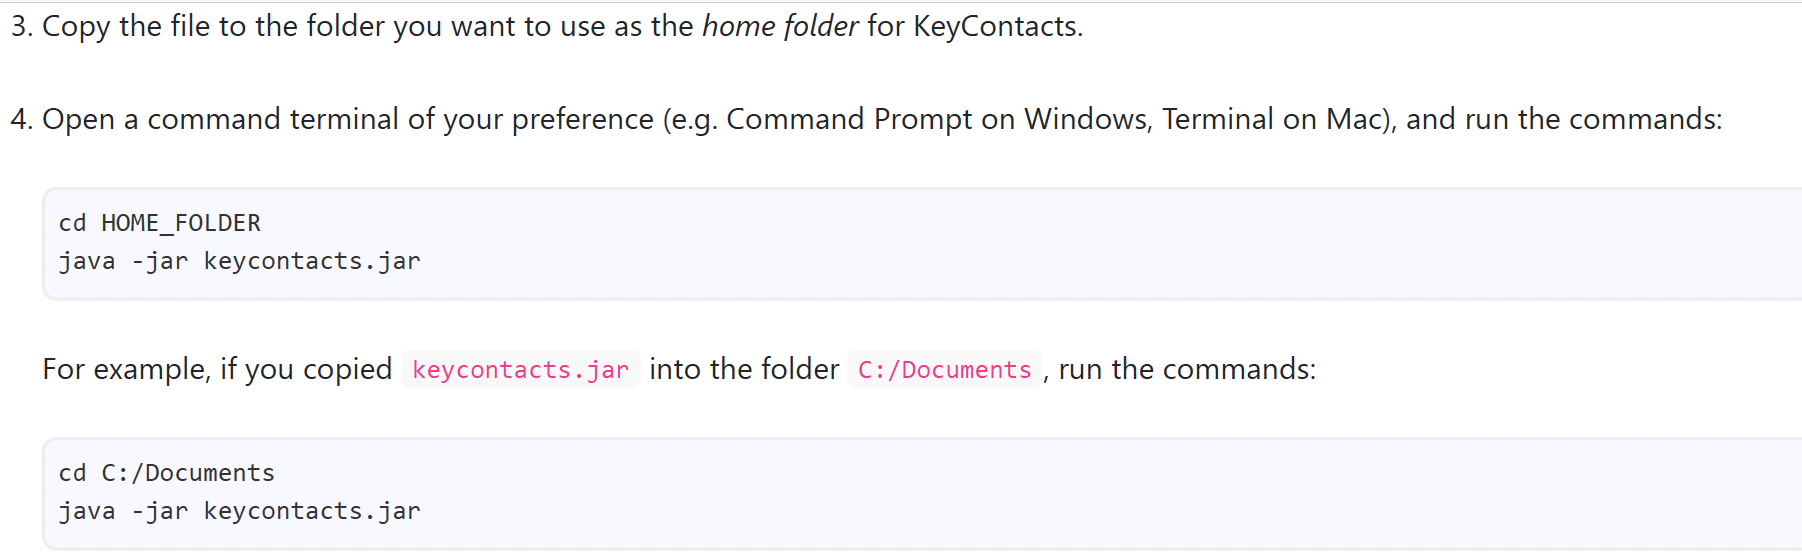 3. Copy the file to the folder you want to use as the home folder for KeyContacts.
4. Open a command terminal of your preference (e.g. Command Prompt on Windows, Terminal on Mac), and run the commands:
cd HOME_FOLDER
java -jar keycontacts.jar
For example, if you copied keycontacts.jar into the folder C:/Documents , run the commands:
cd C:/Documents
java -jar keycontacts.jar